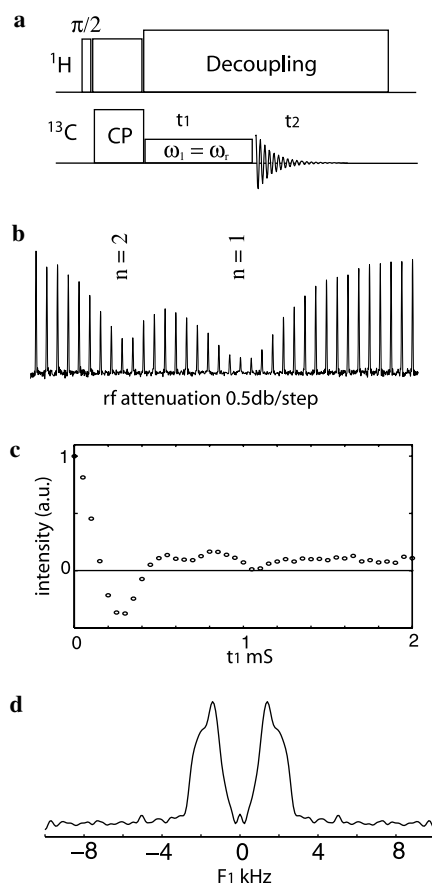 a
π/2
¹H
Decoupling
¹³C
CP
t₁
t₂
ω₁ = ωᵣ
b
n = 2
n = 1
rf attenuation 0.5db/step
c
1
intensity (a.u.)
0
0
1
2
t₁ mS
d
−8
−4
0
4
8
F₁ kHz